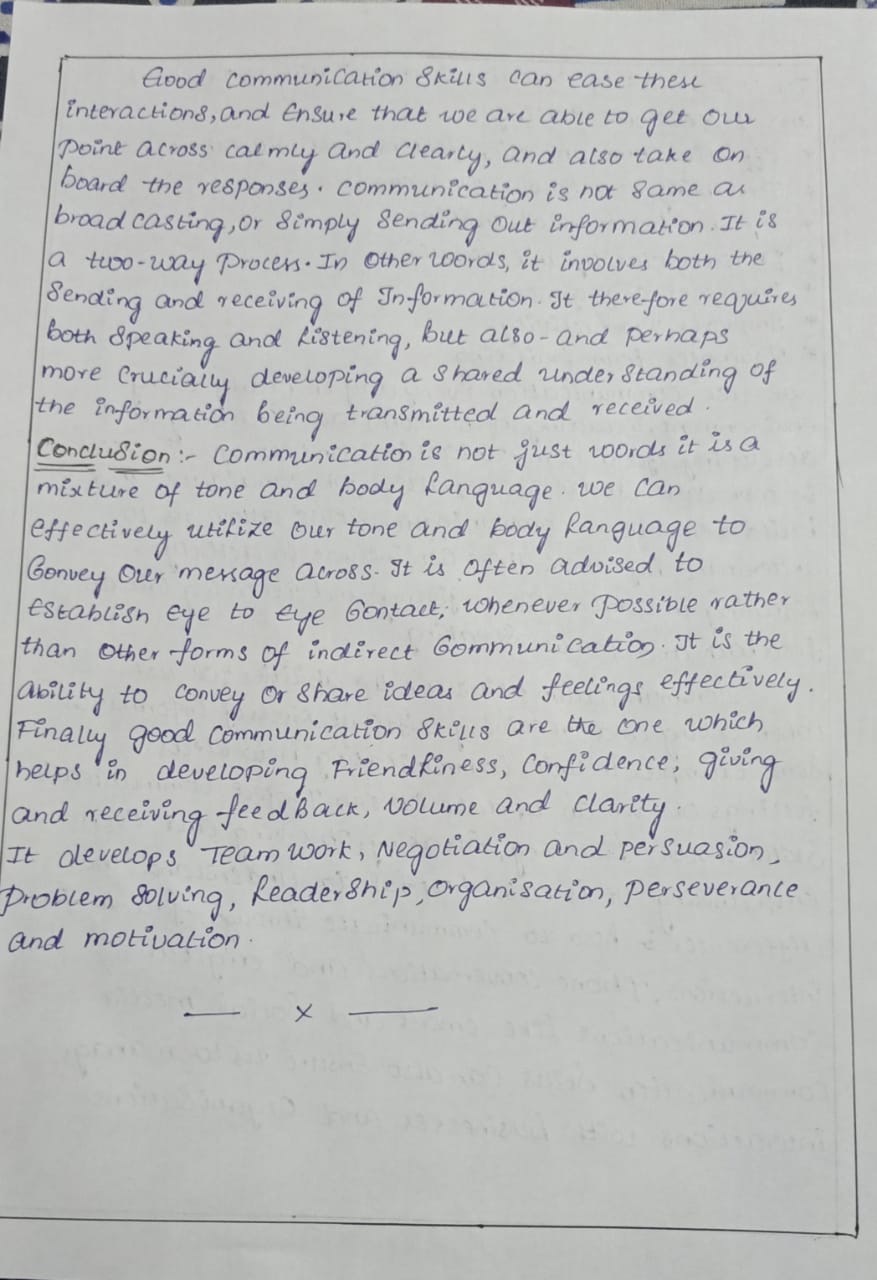 Good communication skills can ease these
interactions, and Ensure that we are able to get our
point across calmly and clearly, and also take on
board the responses. communication is not same as
broad casting, or simply sending out information. It is
a two-way process. In other words, it involves both the
sending and receiving of Information. It therefore requires
both speaking and listening, but also - and perhaps
more crucially developing a shared understanding of
the information being transmitted and received.
Conclusion :- Communication is not just words it is a
mixture of tone and body language. we can
effectively utilize our tone and body language to
Convey our message across. It is often advised to
establish eye to eye Contact, whenever possible rather
than other forms of indirect Communication. It is the
ability to convey or share ideas and feelings effectively.
Finally good communication skills are the one which
helps in developing Friendliness, confidence, giving
and receiving feedBack, volume and clarity.
It develops Team work, Negotiation and persuasion,
Problem solving, leadership, organisation, perseverance
and motivation.
— x —